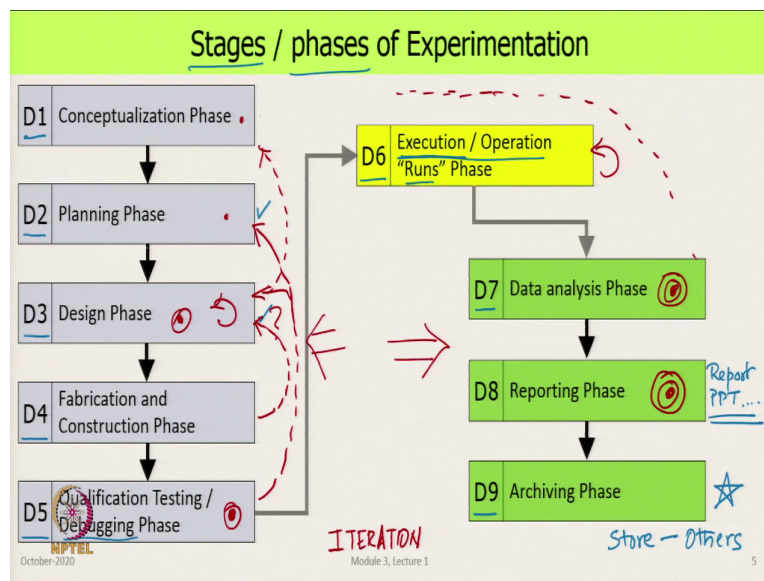 Stages / phases of Experimentation
D1 Conceptualization Phase
D2 Planning Phase
D3 Design Phase
?
D4 Fabrication and
Construction Phase
D5 Qualification Testing /
Debugging Phase
D6 Execution / Operation
"Runs" Phase
D7 Data analysis Phase
D8 Reporting Phase
Report
PPT....
D9 Archiving Phase
Store - Others
ITERATON
NPTEL
October-2020
Module 3, Lecture 1
5